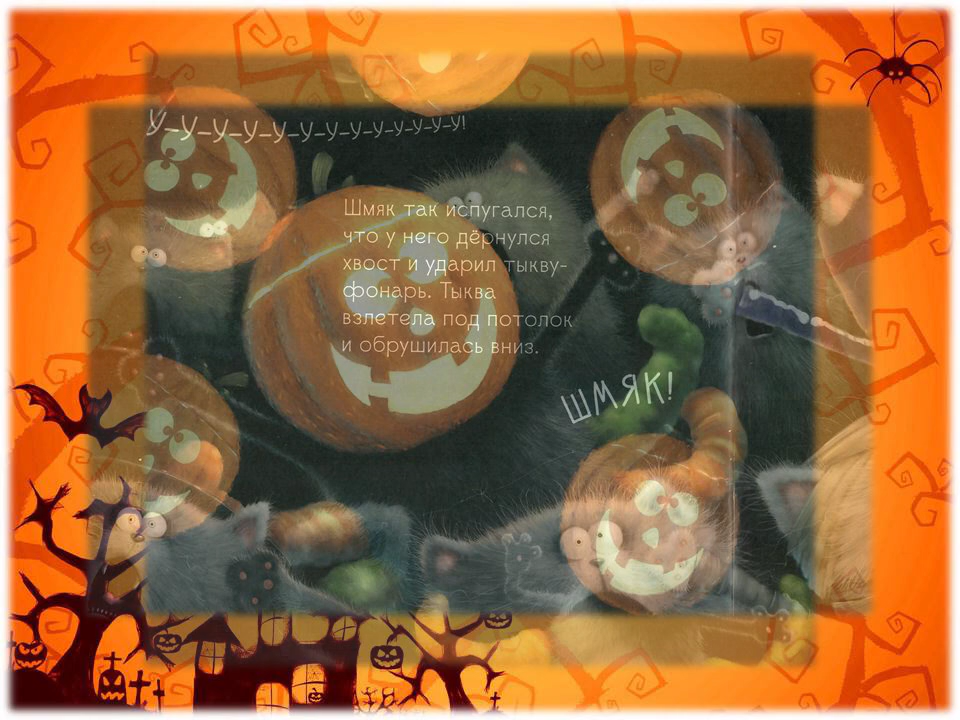 У-У-У-У-У-У-У-У-У-У-У-У-У-У!
Шмяк так испугался,
что у него дёрнулся
хвост и ударил тыкву-
фонарь. Тыква
взлетела под потолок
и обрушилась вниз.
ШМЯК!